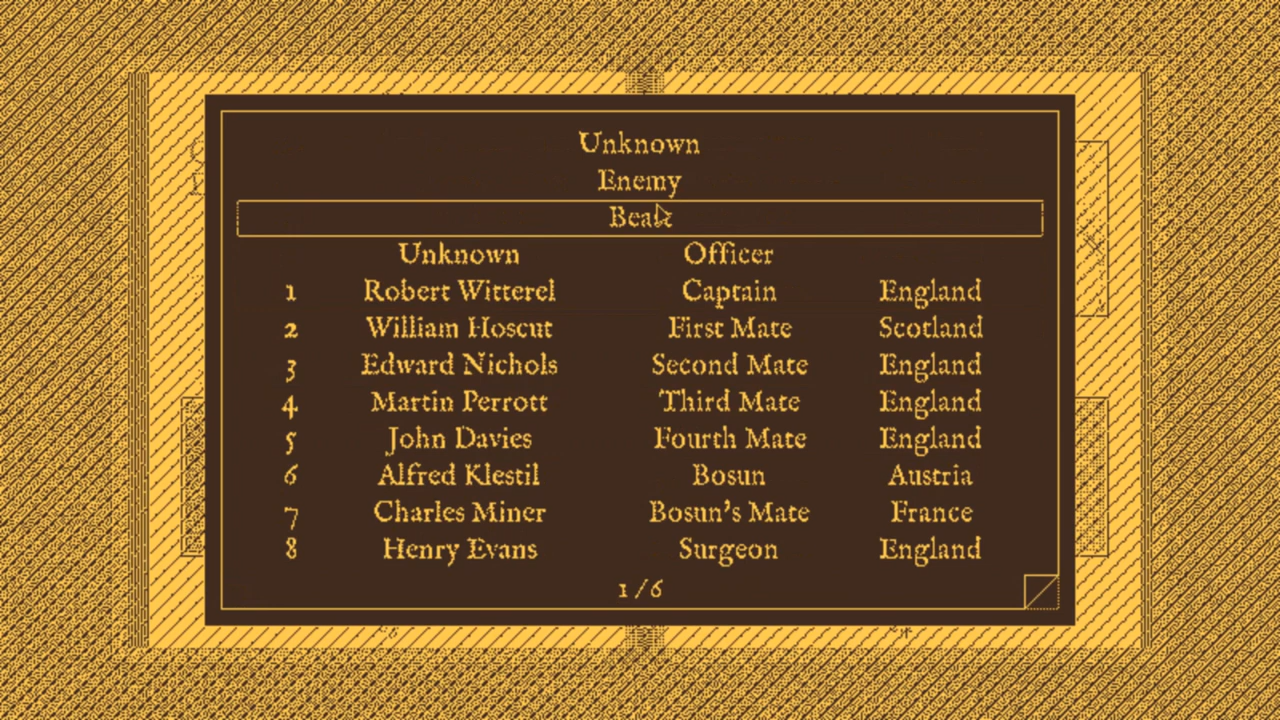 Unknown
Enemy
Beast
Unknown Officer
1 Robert Witterel Captain England
2 William Hoscut First Mate Scotland
3 Edward Nichols Second Mate England
4 Martin Perrott Third Mate England
5 John Davies Fourth Mate England
6 Alfred Klestil Bosun Austria
7 Charles Miner Bosun's Mate France
8 Henry Evans Surgeon England
1/6